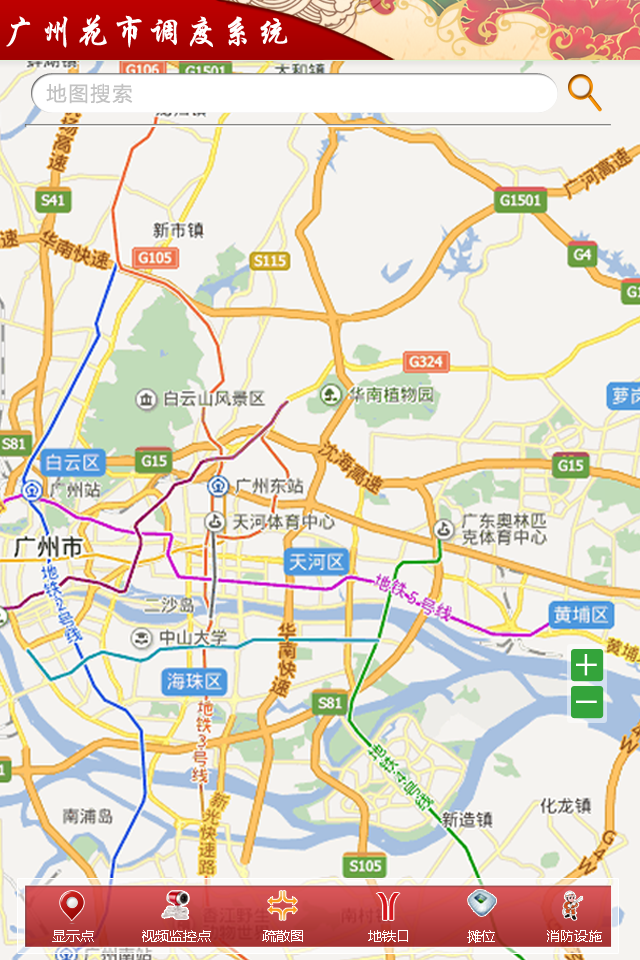 广州花市调度系统
G106
G1501
太和镇
地图搜索
S41
G1501
广河高速
新市镇
华南快速
G105
S115
G4
G324
白云山风景区
华南植物园
S81
白云区
G15
沈海高速
G15
广州站
广州东站
天河体育中心
广东奥林匹
克体育中心
广州市
天河区
地铁5号线
地铁2号线
二沙岛
黄埔区
中山大学
华南快速
海珠区
S81
地铁3号线
地铁4号线
新光快速路
南浦岛
新造镇
化龙镇
G4W
S105
显示点
视频监控点
疏散图
地铁口
摊位
消防设施